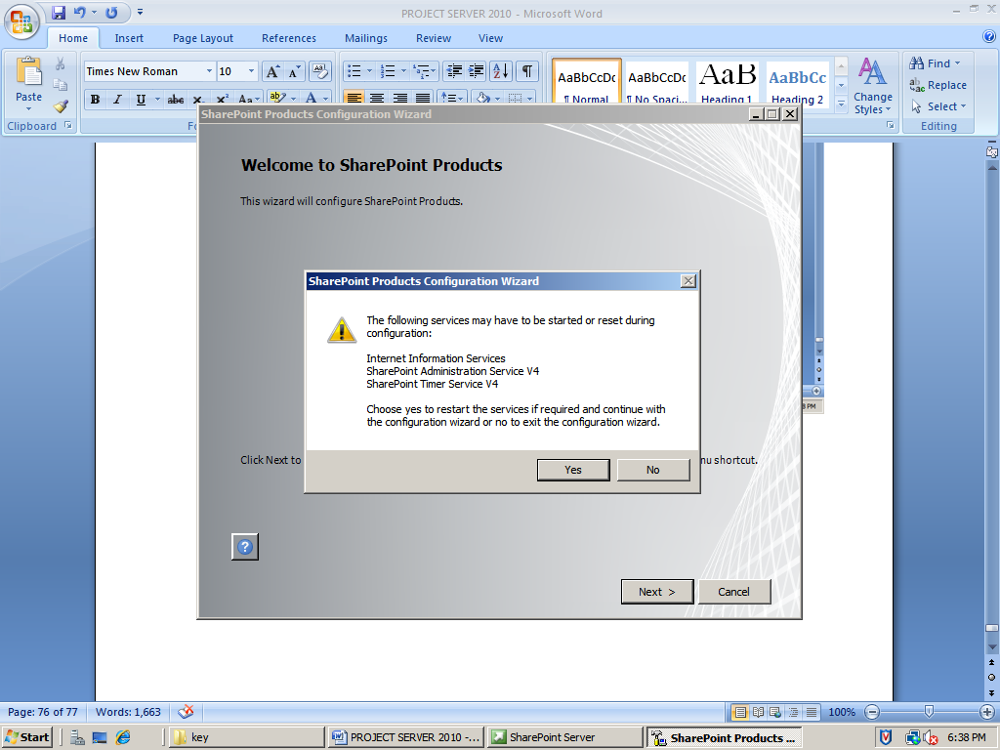 PROJECT SERVER 2010 - Microsoft Word
Home Insert Page Layout References Mailings Review View
Paste
Clipboard
Times New Roman 10
B I U abc x, x² Aa
AaBbCcDc AaBbCcDc AaB AaBbCc
¶ Normal ¶ No Spaci... Heading 1 Heading 2
Change
Styles
Find
Replace
Select
Editing
SharePoint Products Configuration Wizard
Welcome to SharePoint Products
This wizard will configure SharePoint Products.
SharePoint Products Configuration Wizard
The following services may have to be started or reset during
configuration:
Internet Information Services
SharePoint Administration Service V4
SharePoint Timer Service V4
Choose yes to restart the services if required and continue with
the configuration wizard or no to exit the configuration wizard.
Yes No
Click Next to
nu shortcut.
Next > Cancel
Page: 76 of 77 Words: 1,663 100%
Start key PROJECT SERVER 2010 -... SharePoint Server SharePoint Products ... 6:38 PM